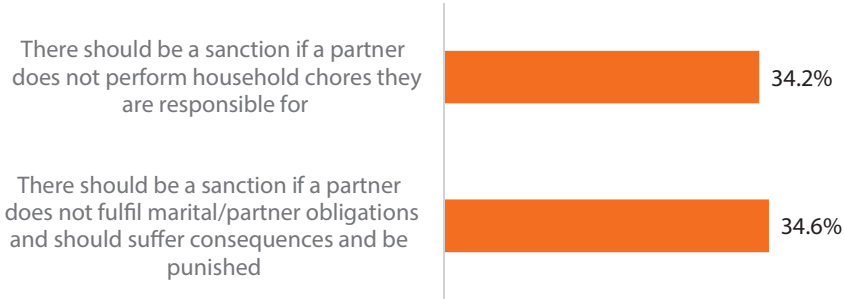 There should be a sanction if a partner
does not perform household chores they
are responsible for
34.2%
There should be a sanction if a partner
does not fulfil marital/partner obligations
and should suffer consequences and be
punished
34.6%